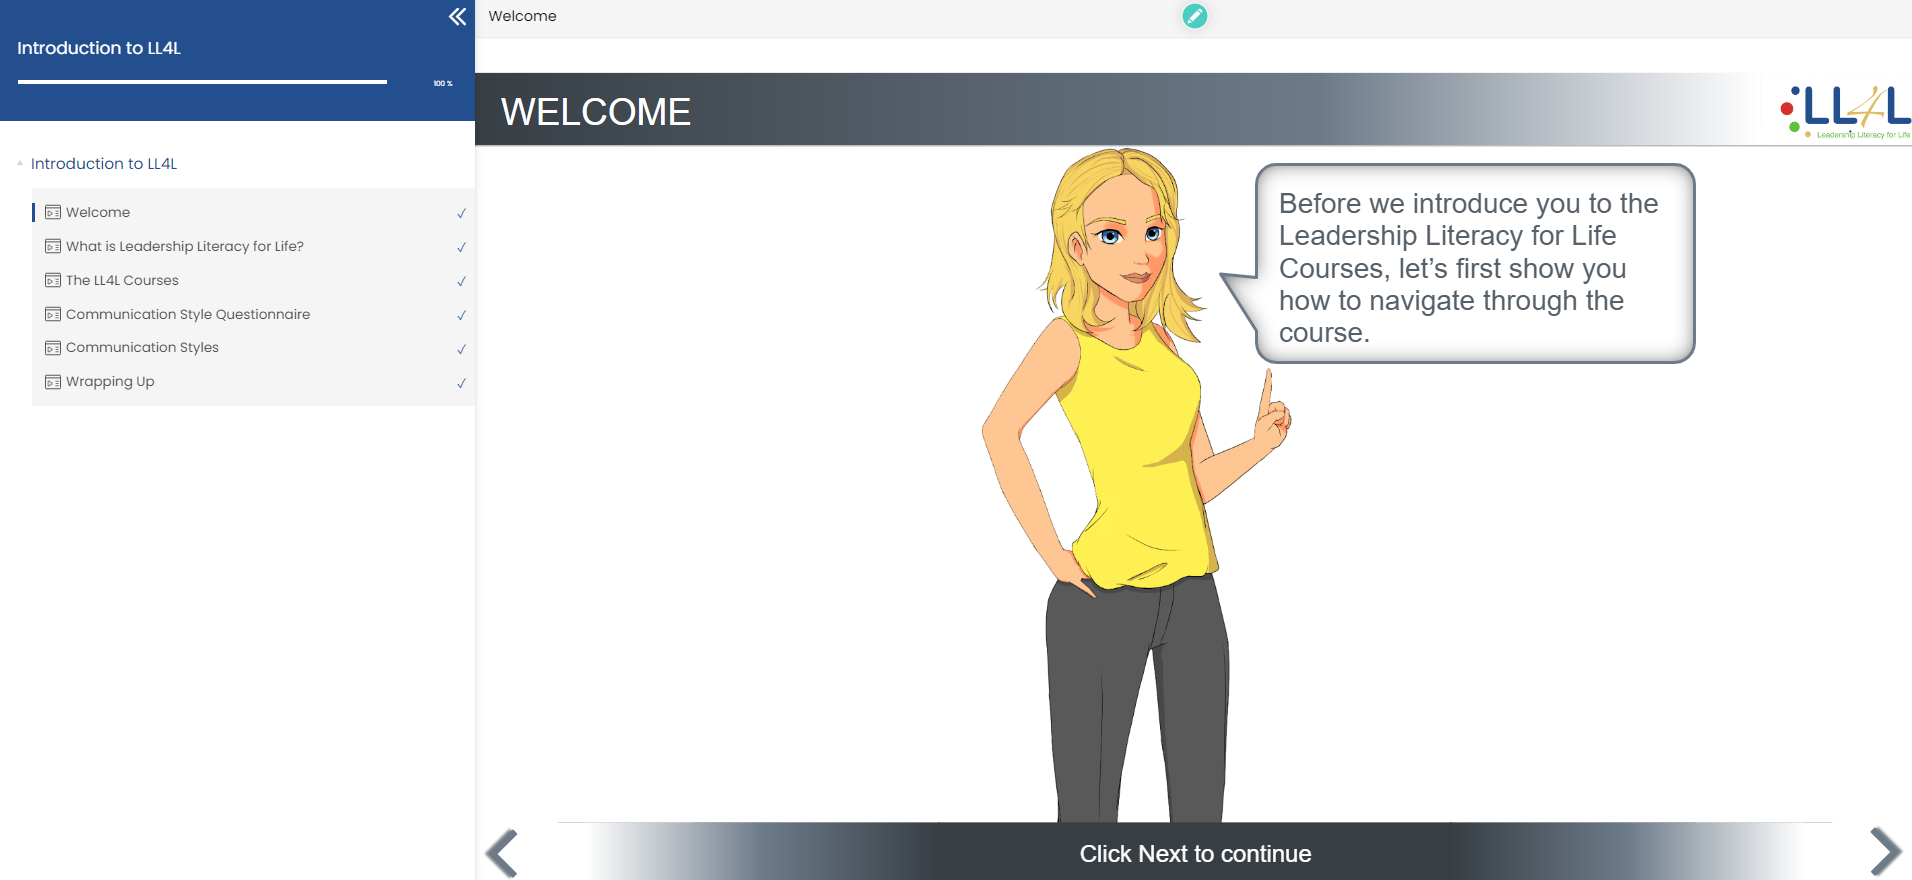 Introduction to LL4L
100 %
Introduction to LL4L
Welcome
What is Leadership Literacy for Life?
The LL4L Courses
Communication Style Questionnaire
Communication Styles
Wrapping Up
Welcome
WELCOME
LL4L
Leadership Literacy for Life
Before we introduce you to the
Leadership Literacy for Life
Courses, let’s first show you
how to navigate through the
course.
Click Next to continue